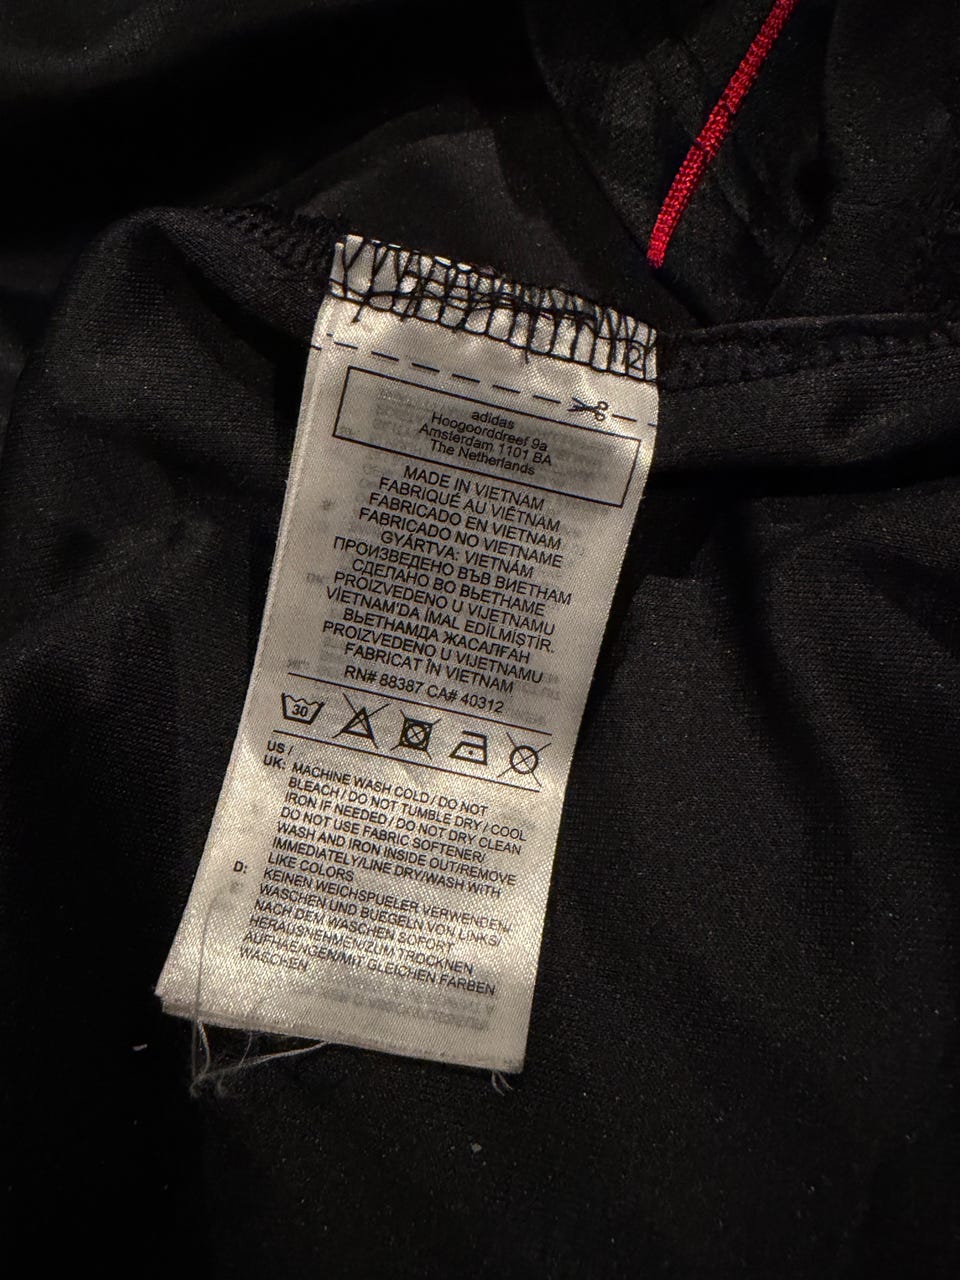 2
adidas
Hoogoorddreef 9a
Amsterdam 1101 BA
The Netherlands
MADE IN VIETNAM
FABRIQUÉ AU VIÊTNAM
FABRICADO EN VIETNAM
FABRICADO NO VIETNAME
GYÁRTVA: VIETNÁM
ПРОИЗВЕДЕНО ВЪВ ВИЕТНАМ
СДЕЛАНО ВО ВЬЕТНАМЕ
PROIZVEDENO U VIJETNAMU
VİETNAM'DA İMAL EDİLMİŞTİR.
ВЬЕТНАМДА ЖАСАЛҒАН
PROIZVEDENO U VIJETNAMU
FABRICAT ÎN VIETNAM
RN# 88387 CA# 40312
30
US /
UK: MACHINE WASH COLD / DO NOT
BLEACH / DO NOT TUMBLE DRY / COOL
IRON IF NEEDED / DO NOT DRY CLEAN
DO NOT USE FABRIC SOFTENER/
WASH AND IRON INSIDE OUT/REMOVE
IMMEDIATELY/LINE DRY/WASH WITH
LIKE COLORS
D: KEINEN WEICHSPUELER VERWENDEN/
WASCHEN UND BUEGELN VON LINKS/
NACH DEM WASCHEN SOFORT
HERAUSNEHMEN/ZUM TROCKNEN
AUFHAENGEN/MIT GLEICHEN FARBEN
WASCHEN